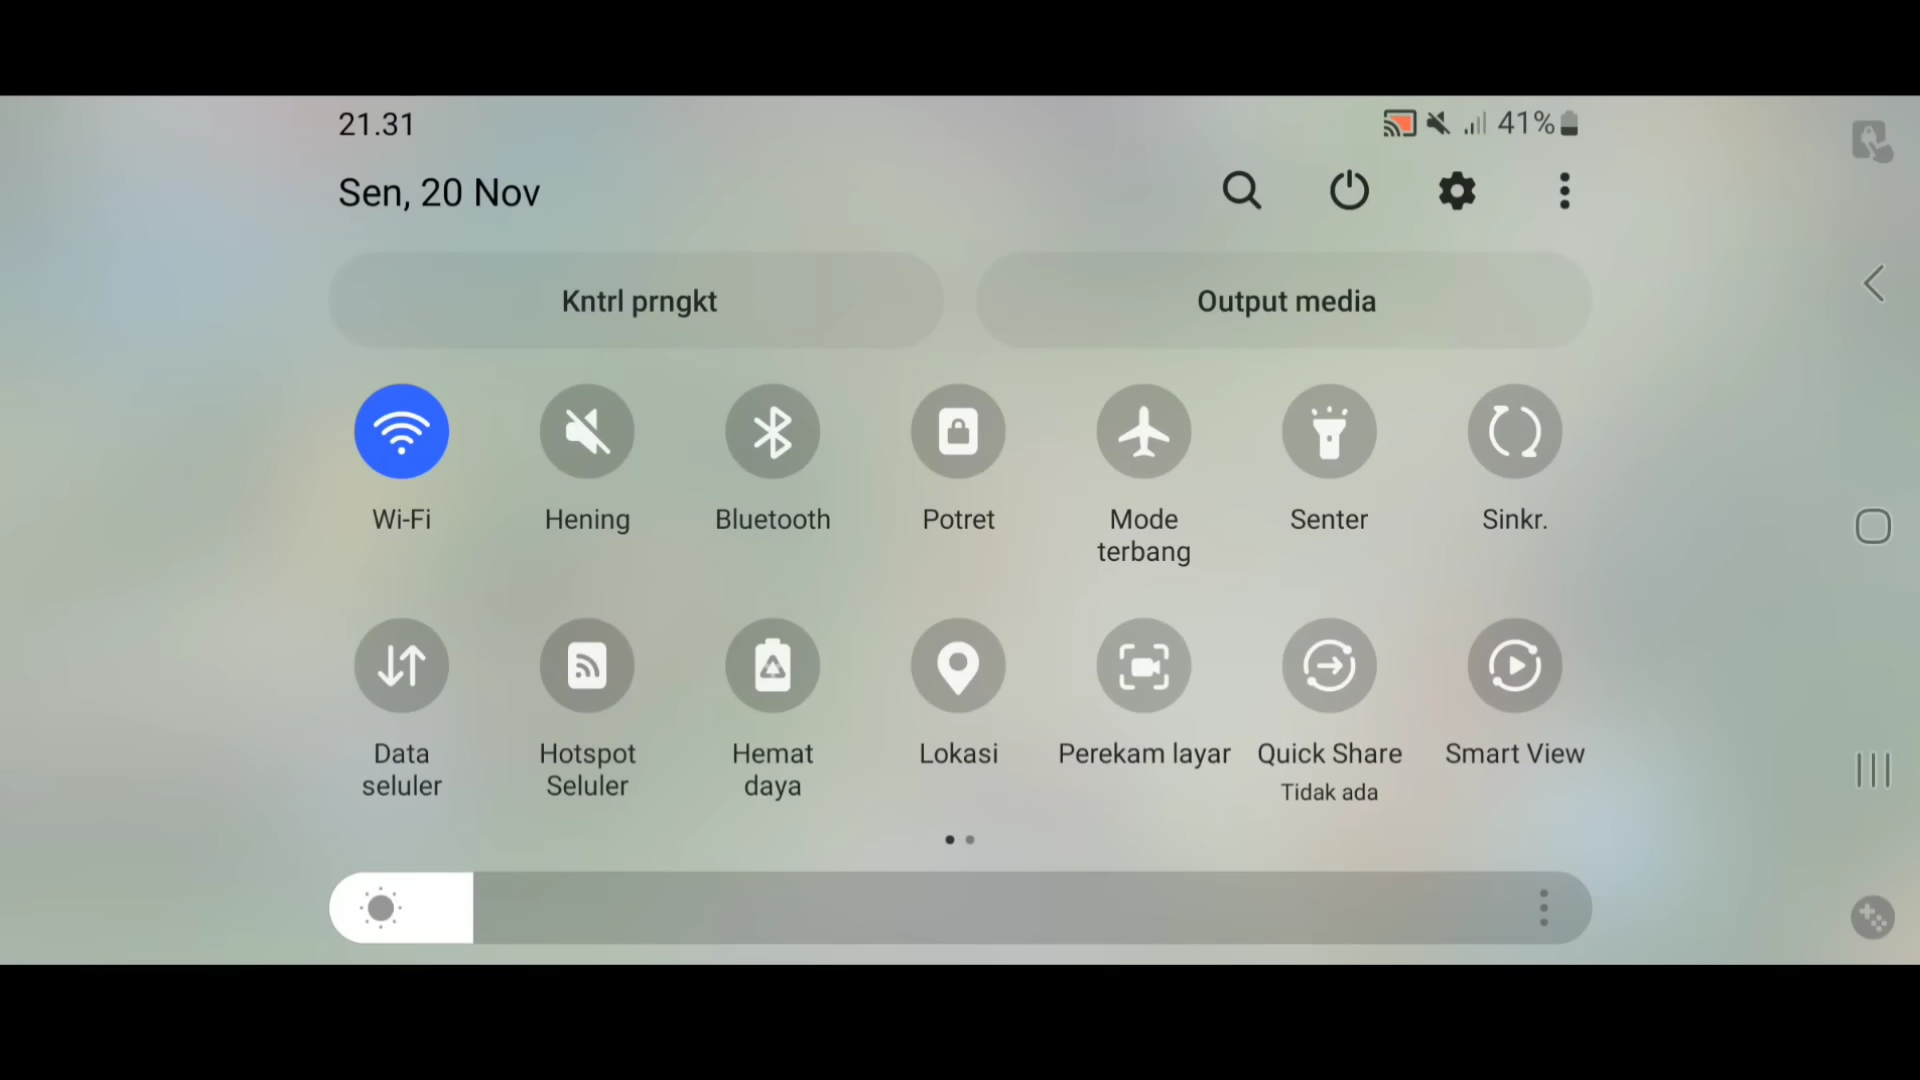 21.31
41%
Sen, 20 Nov
Kntrl prngkt
Output media
Wi-Fi
Hening
Bluetooth
Potret
Mode
terbang
Senter
Sinkr.
Data
seluler
Hotspot
Seluler
Hemat
daya
Lokasi
Perekam layar
Quick Share
Tidak ada
Smart View